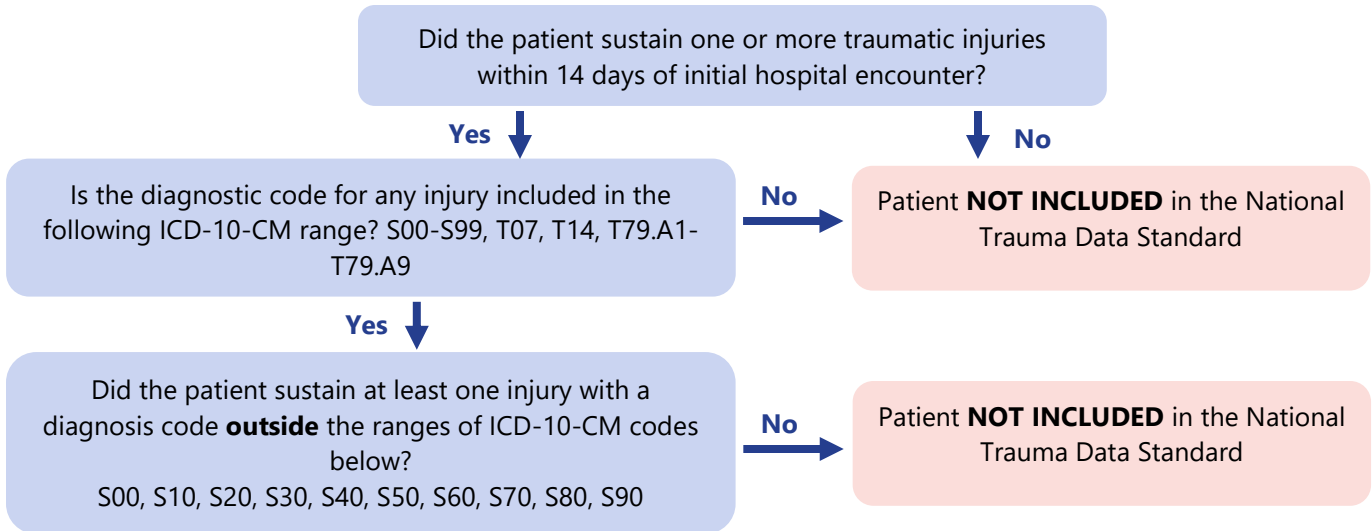 Did the patient sustain one or more traumatic injuries
within 14 days of initial hospital encounter?
Yes
No
Is the diagnostic code for any injury included in the
following ICD-10-CM range? S00-S99, T07, T14, T79.A1-
T79.A9
No
Patient NOT INCLUDED in the National
Trauma Data Standard
Yes
Did the patient sustain at least one injury with a
diagnosis code outside the ranges of ICD-10-CM codes
below?
S00, S10, S20, S30, S40, S50, S60, S70, S80, S90
No
Patient NOT INCLUDED in the National
Trauma Data Standard